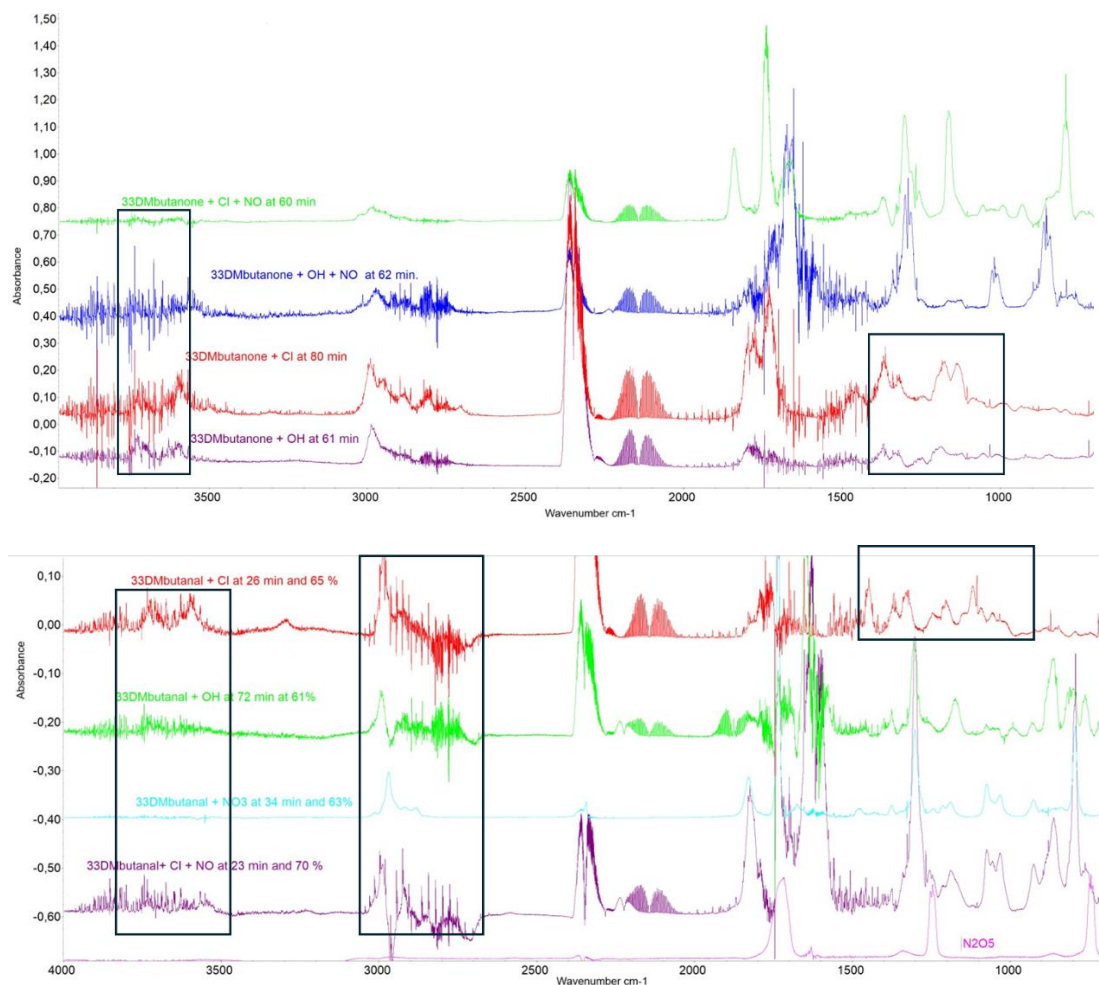 1,50
1,40
1,30
1,20
1,10
1,00
0,90
0,80
0,70
0,60
0,50
0,40
0,30
0,20
0,10
0,00
-0,10
-0,20
Absorbance
33DMbutanone + Cl + NO at 60 min
33DMbutanone + OH + NO at 62 min.
33DMbutanone + Cl at 80 min
33DMbutanone + OH at 61 min
3500 3000 2500 2000 1500 1000
Wavenumber cm-1
0,10
0,00
-0,10
-0,20
-0,30
-0,40
-0,50
-0,60
Absorbance
33DMbutanal + Cl at 26 min and 65 %
33DMbutanal + OH at 72 min at 61%
33DMbutanal + NO3 at 34 min and 63%
33DMbutanal+ Cl + NO at 23 min and 70 %
N2O5
4000 3500 3000 2500 2000 1500 1000
Wavenumber cm-1